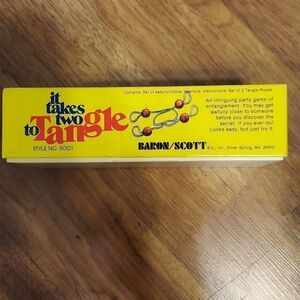 Contains: Set of easy-to-follow Instructions, Set of 2 Tangle Ropes
it
takes
two
to Tangle
STYLE NO. 5001
An intriguing party game of
entanglement. You may get
awfully close to someone
before you discover the
secret. If you ever do!
Looks easy, but just try it.
BARON/SCOTT Ent., Inc., Silver Spring, Md. 20910